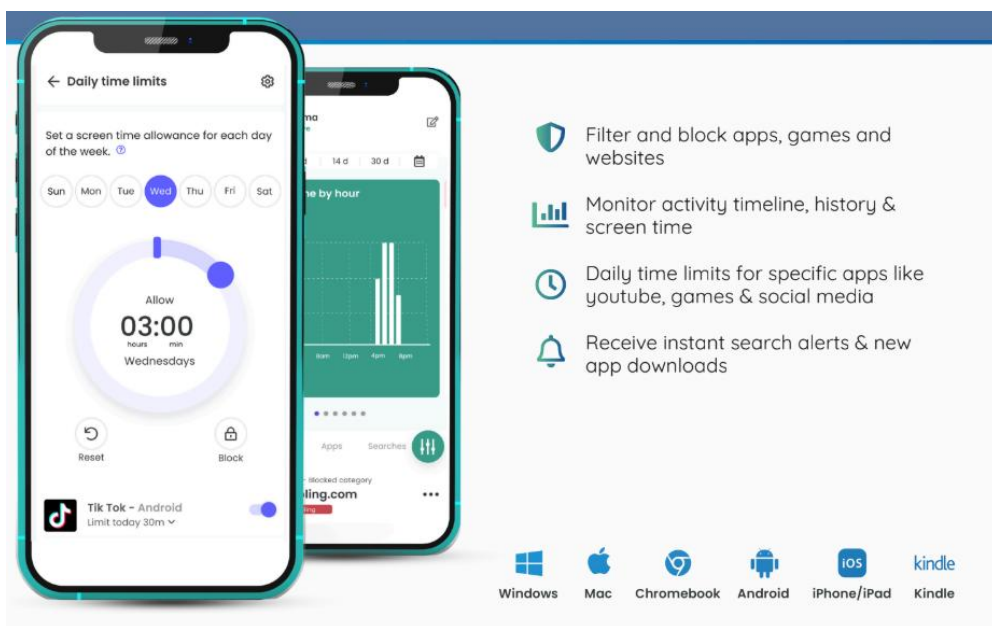 Daily time limits
Set a screen time allowance for each day
of the week.
Sun Mon Tue Wed Thu Fri Sat
Allow
03:00
hours min
Wednesdays
Reset Block
Tik Tok - Android
Limit today 30m
14 d 30 d
by hour
12pm 4pm 8pm
Apps Searches
Blocked category
Filter and block apps, games and
websites
Monitor activity timeline, history &
screen time
Daily time limits for specific apps like
youtube, games & social media
Receive instant search alerts & new
app downloads
iOS kindle
Windows Mac Chromebook Android iPhone/iPad Kindle